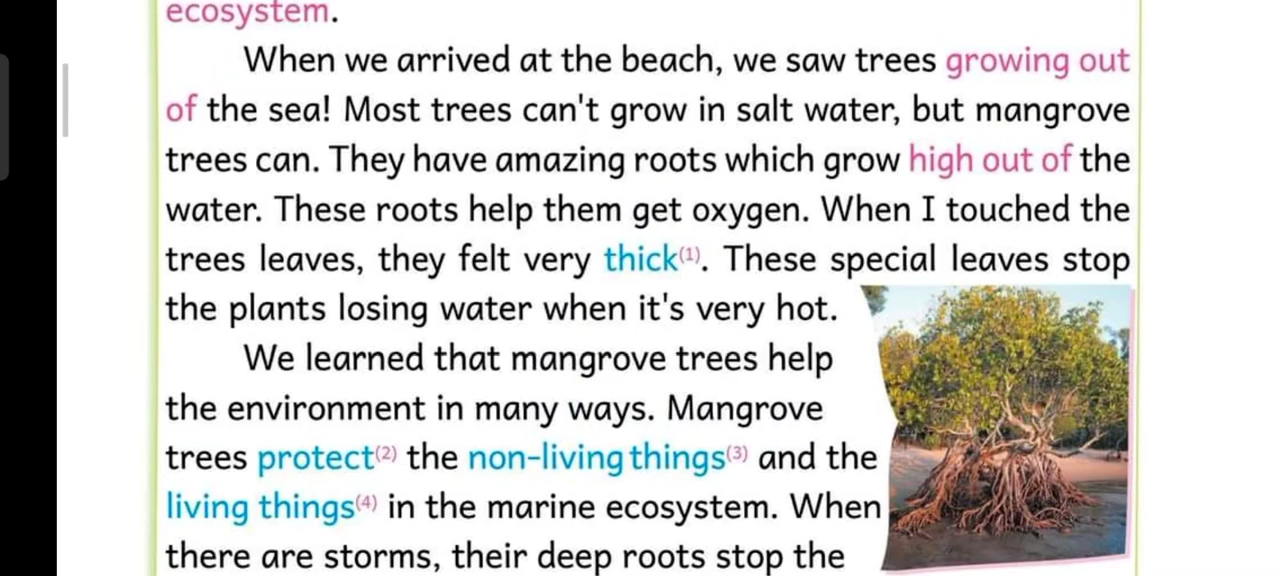 ecosystem.
When we arrived at the beach, we saw trees growing out
of the sea! Most trees can't grow in salt water, but mangrove
trees can. They have amazing roots which grow high out of the
water. These roots help them get oxygen. When I touched the
trees leaves, they felt very thick(1). These special leaves stop
the plants losing water when it's very hot.
We learned that mangrove trees help
the environment in many ways. Mangrove
trees protect(2) the non-living things(3) and the
living things(4) in the marine ecosystem. When
there are storms, their deep roots stop the